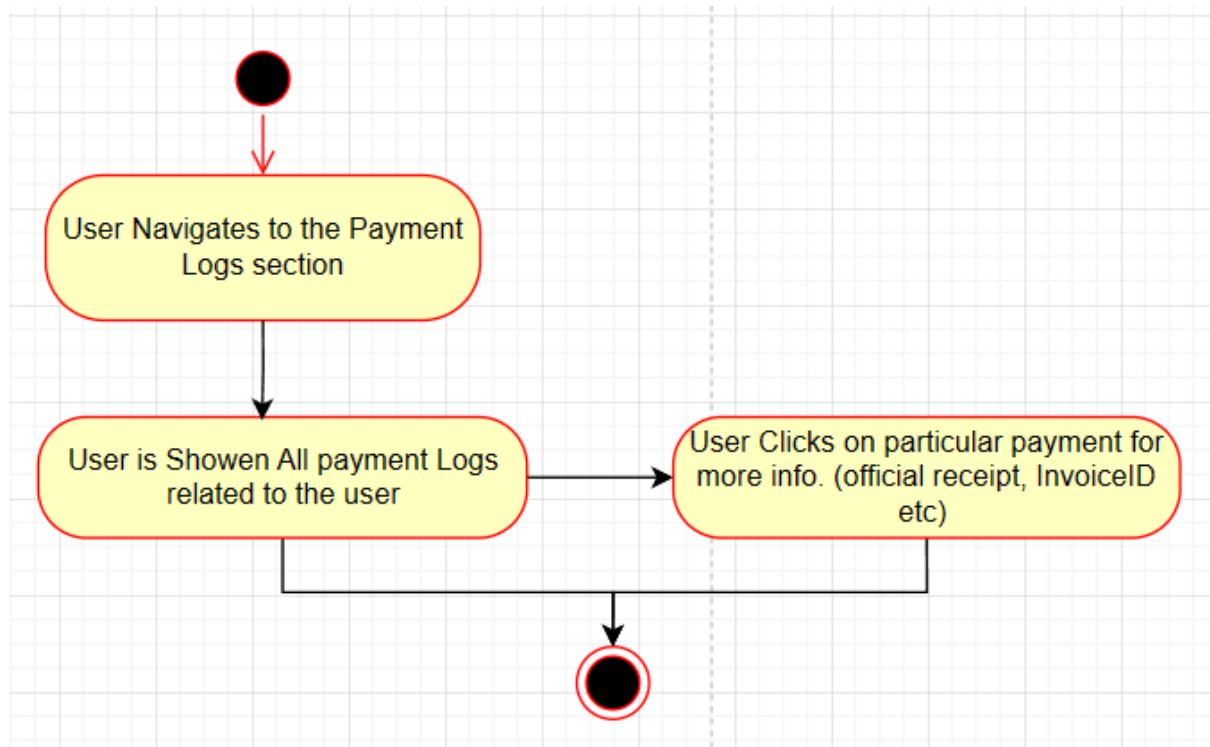 User Navigates to the Payment
Logs section
User is Showen All payment Logs
related to the user
User Clicks on particular payment for
more info. (official receipt, InvoiceID
etc)